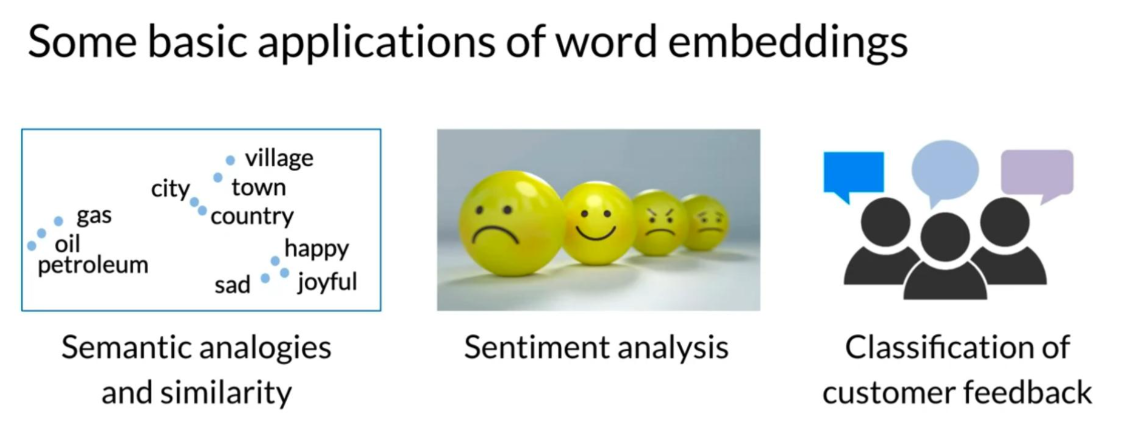 Some basic applications of word embeddings
village
city
town
country
gas
oil
petroleum
happy
sad
joyful
Semantic analogies
and similarity
Sentiment analysis
Classification of
customer feedback